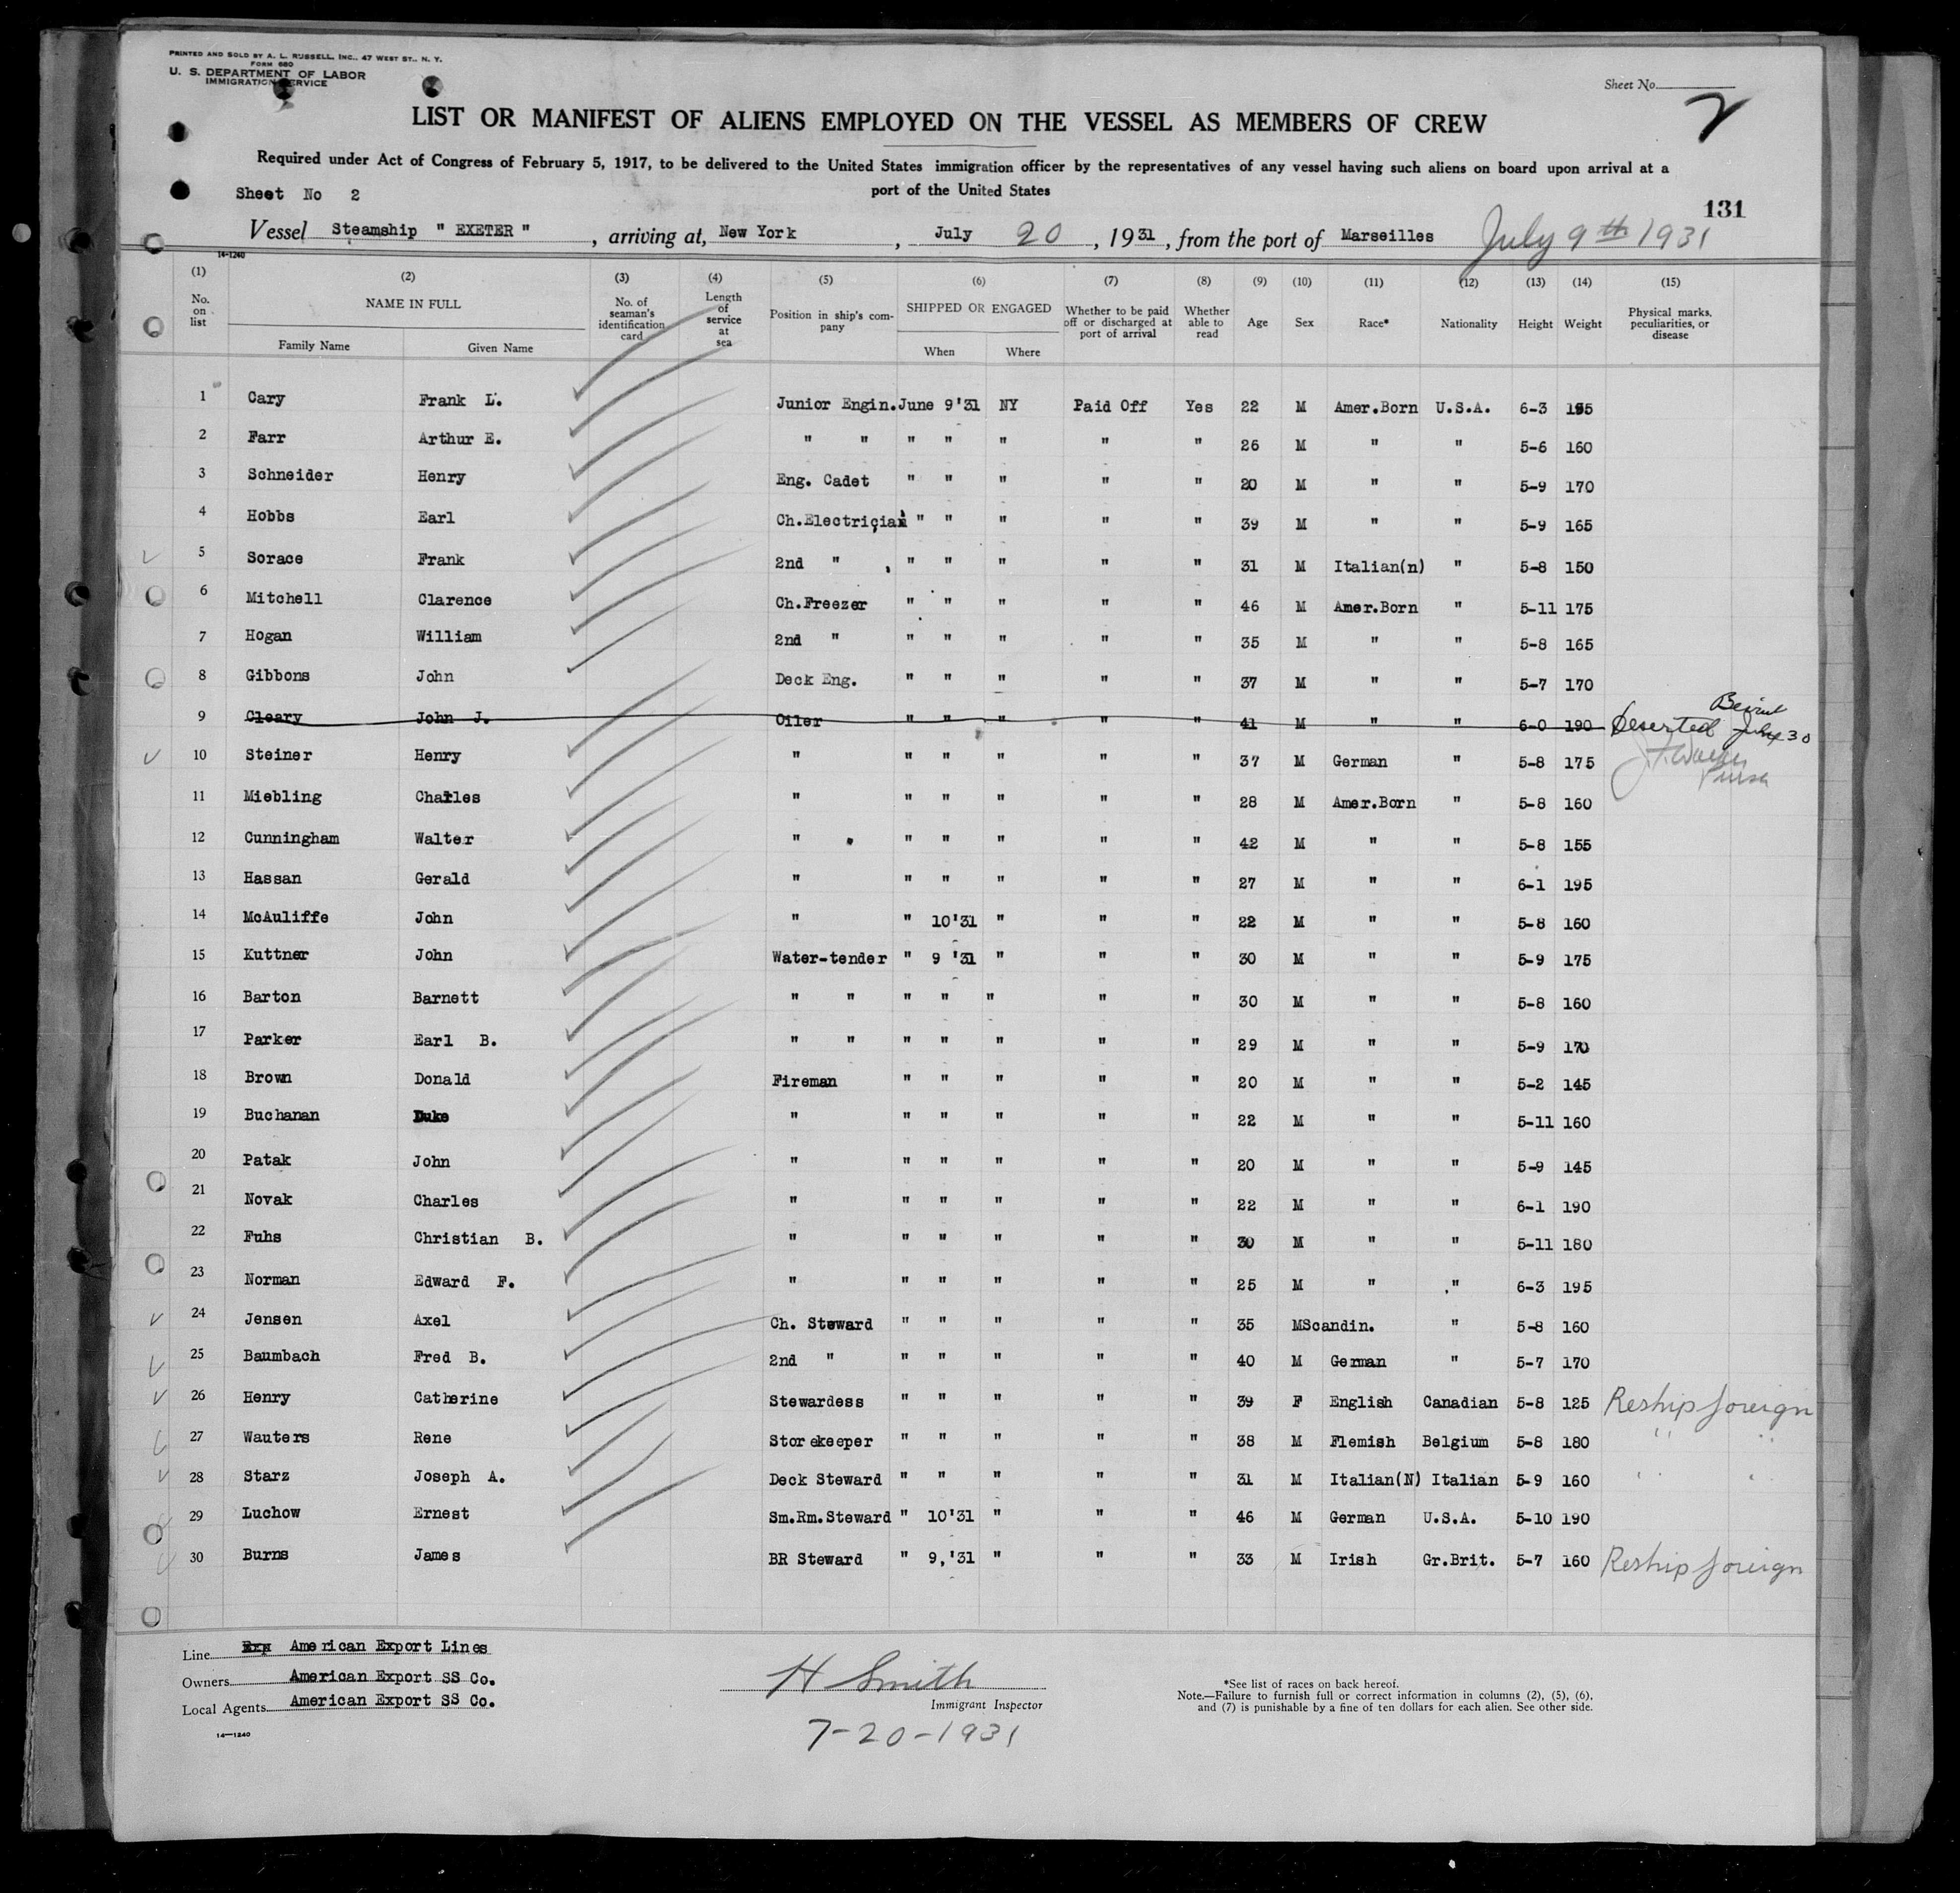 PRINTED AND SOLD BY A. L. RUSSELL, INC., 47 WEST ST., N. Y.
FORM 680
U. S. DEPARTMENT OF LABOR
IMMIGRATION SERVICE
Sheet No. 2
LIST OR MANIFEST OF ALIENS EMPLOYED ON THE VESSEL AS MEMBERS OF CREW
Required under Act of Congress of February 5, 1917, to be delivered to the United States immigration officer by the representatives of any vessel having such aliens on board upon arrival at a
port of the United States
Sheet No 2
131
Vessel Steamship " EXETER " , arriving at, New York , July 20 , 1931 , from the port of Marseilles July 9th 1931
14-1240
(1) (2) (3) (4) (5) (6) (7) (8) (9) (10) (11) (12) (13) (14) (15)
No. on list NAME IN FULL Family Name Given Name No. of seaman's identification card Length of service at sea Position in ship's company SHIPPED OR ENGAGED When Where Whether to be paid off or discharged at port of arrival Whether able to read Age Sex Race* Nationality Height Weight Physical marks, peculiarities, or disease
1 Cary Frank L. Junior Engin. June 9'31 NY Paid Off Yes 22 M Amer.Born U.S.A. 6-3
2 Farr Arthur E. " " " " " " " 26 M " " 5-6 160
3 Schneider Henry Eng. Cadet " " " " " 20 M " " 5-9 170
4 Hobbs Earl Ch.Electrician " " " " " 39 M " " 5-9 165
5 Sorace Frank 2nd " " " " " " 31 M Italian(n) " 5-8 150
6 Mitchell Clarence Ch.Freezer " " " " " 46 M Amer.Born " 5-11 175
7 Hogan William 2nd " " " " " " 35 M " " 5-8 165
8 Gibbons John Deck Eng. " " " " " 37 M " " 5-7 170
9 Cleary John J. Oiler " " " " " 41 M " " 6-0 190 Deserted Beirut June 30
10 Steiner Henry " " " " " " 37 M German " 5-8 175
11 Miebling Charles " " " " " " 28 M Amer.Born " 5-8 160
12 Cunningham Walter " " " " " " 42 M " " 5-8 155
13 Hassan Gerald " " " " " " 27 M " " 6-1 195
14 McAuliffe John " " 10'31 " " " 22 M " " 5-8 160
15 Kuttner John Water-tender " 9 '31 " " " 30 M " " 5-9 175
16 Barton Barnett " " " " " " " 30 M " " 5-8 160
17 Parker Earl B. " " " " " " " 29 M " " 5-9 170
18 Brown Donald Fireman " " " " " 20 M " " 5-2 145
19 Buchanan Duke " " " " " " 22 M " " 5-11 160
20 Patak John " " " " " " 20 M " " 5-9 145
21 Novak Charles " " " " " " 22 M " " 6-1 190
22 Fuhs Christian B. " " " " " " 30 M " " 5-11 180
23 Norman Edward F. " " " " " " 25 M " " 6-3 195
24 Jensen Axel Ch. Steward " " " " " 35 MScandin. " 5-8 160
25 Baumbach Fred B. 2nd " " " " " " 40 M German " 5-7 170
26 Henry Catherine Stewardess " " " " " 39 F English Canadian 5-8 125 Reship foreign
27 Wauters Rene Storekeeper " " " " " 38 M Flemish Belgium 5-8 180 " "
28 Starz Joseph A. Deck Steward " " " " " 31 M Italian(N) Italian 5-9 160 " "
29 Luchow Ernest Sm.Rm.Steward " 10'31 " " " 46 M German U.S.A. 5-10 190
30 Burns James BR Steward " 9,'31 " " " 33 M Irish Gr.Brit. 5-7 160 Reship foreign
Line American Export Lines
Owners American Export SS Co.
Local Agents American Export SS Co.
14-1240
H Smith
Immigrant Inspector
7-20-1931
*See list of races on back hereof.
Note.—Failure to furnish full or correct information in columns (2), (5), (6),
and (7) is punishable by a fine of ten dollars for each alien. See other side.